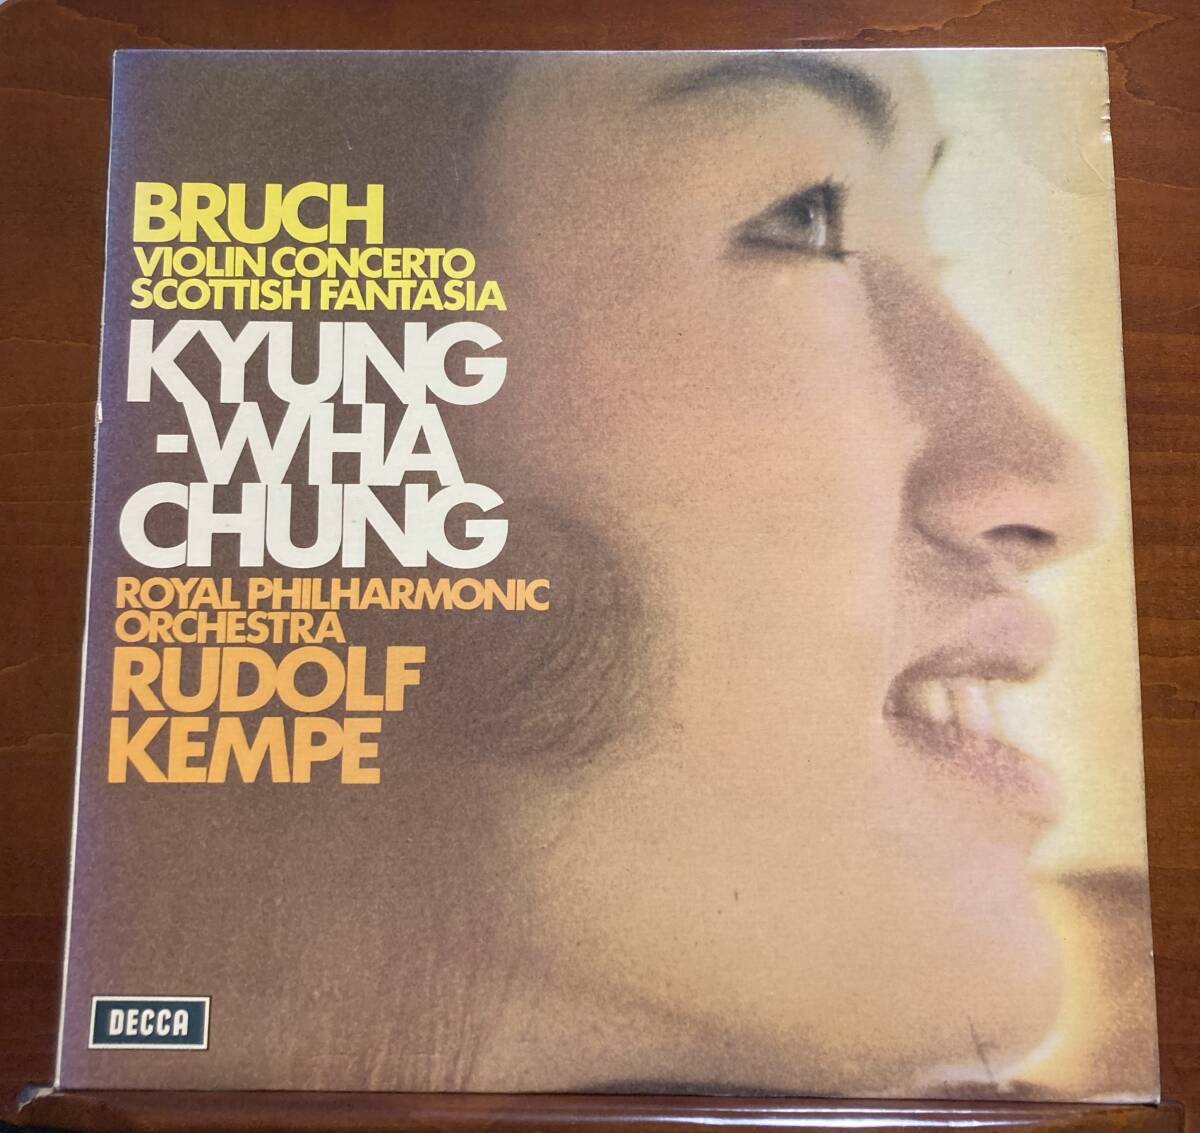 BRUCH
VIOLIN CONCERTO
SCOTTISH FANTASIA
KYUNG
-WHA
CHUNG
ROYAL PHILHARMONIC
ORCHESTRA
RUDOLF
KEMPE
DECCA